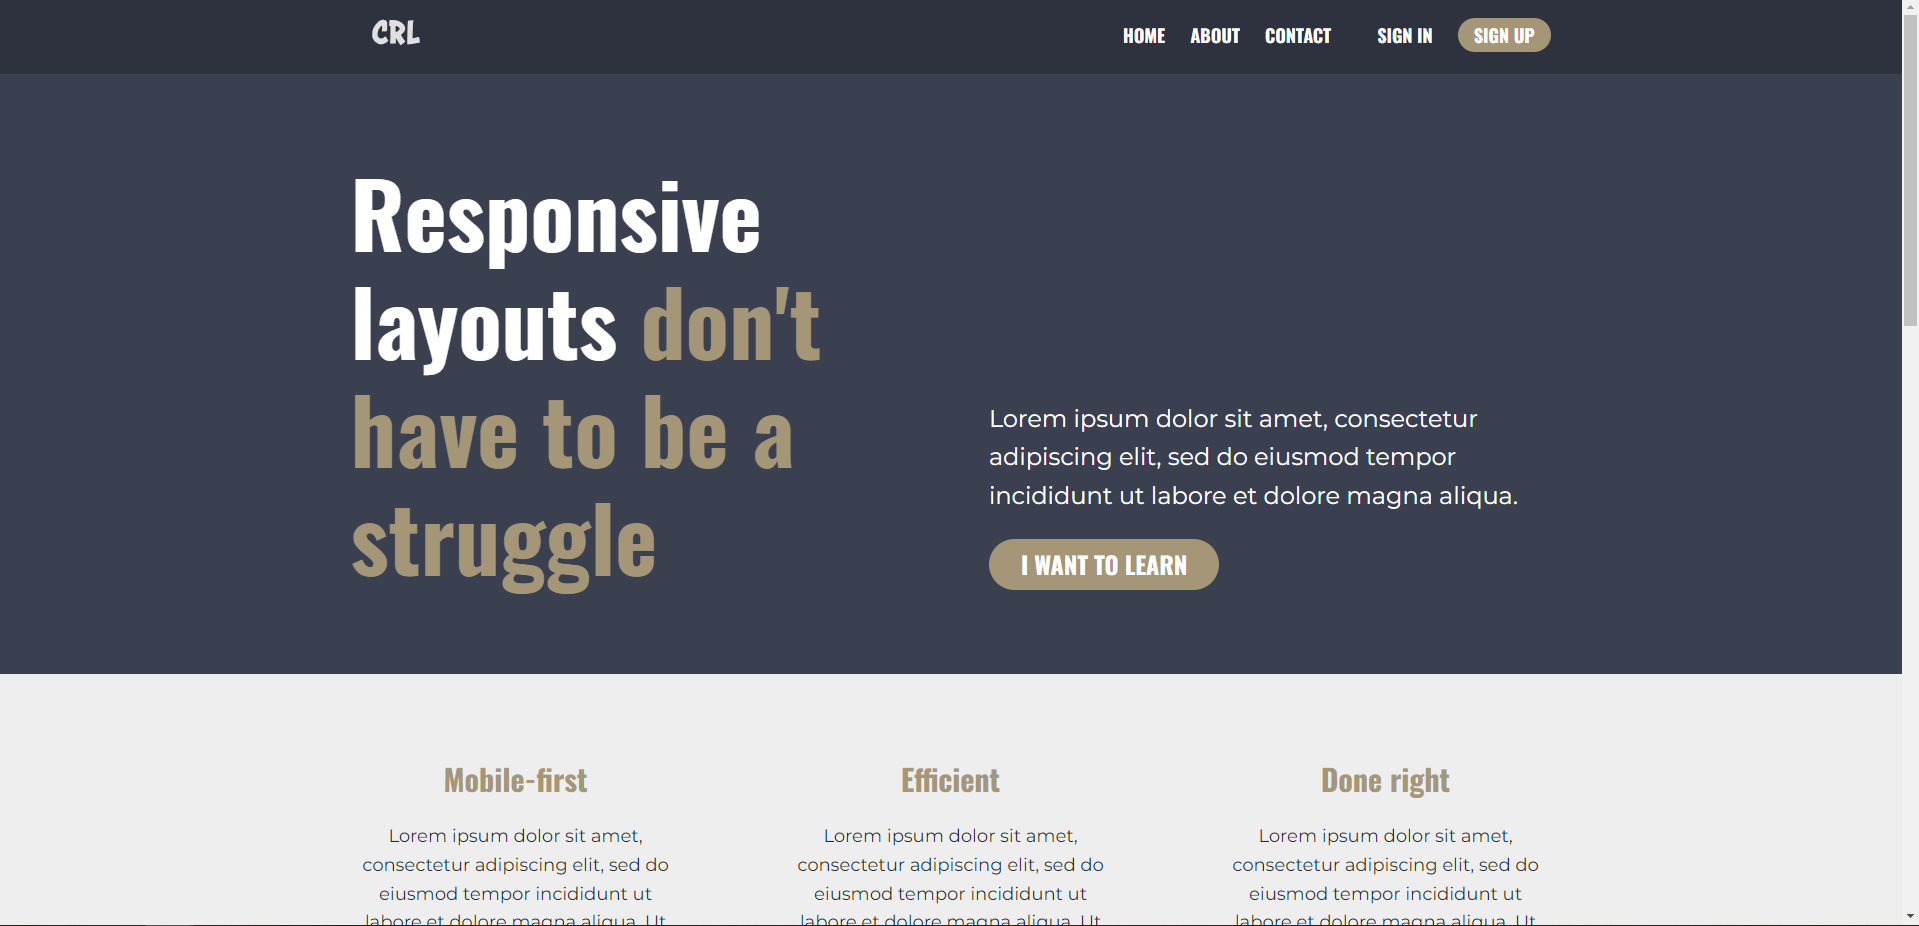 CRL
HOME ABOUT CONTACT SIGN IN SIGN UP
Responsive
layouts don't
have to be a
struggle
Lorem ipsum dolor sit amet, consectetur
adipiscing elit, sed do eiusmod tempor
incididunt ut labore et dolore magna aliqua.
I WANT TO LEARN
Mobile-first
Lorem ipsum dolor sit amet,
consectetur adipiscing elit, sed do
eiusmod tempor incididunt ut
labore et dolore magna aliqua. Ut
Efficient
Lorem ipsum dolor sit amet,
consectetur adipiscing elit, sed do
eiusmod tempor incididunt ut
labore et dolore magna aliqua. Ut
Done right
Lorem ipsum dolor sit amet,
consectetur adipiscing elit, sed do
eiusmod tempor incididunt ut
labore et dolore magna aliqua. Ut